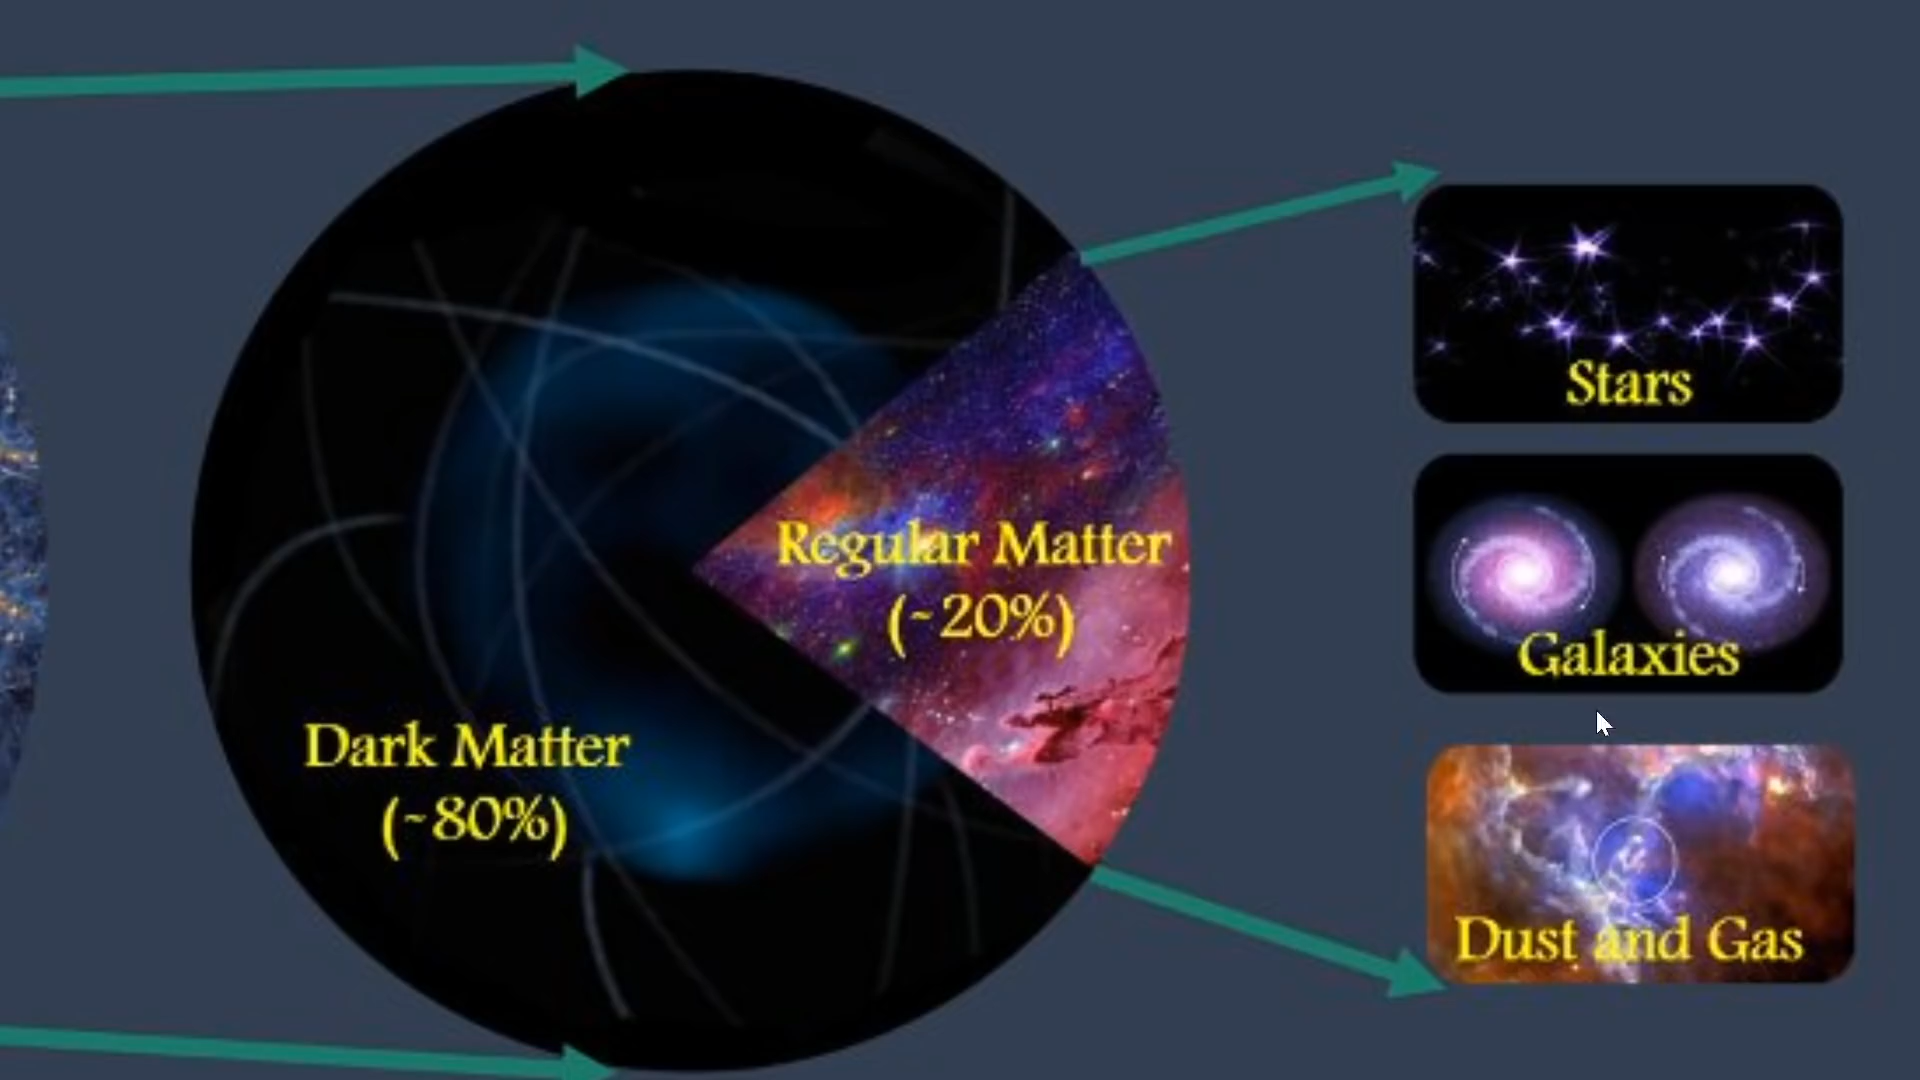 Dark Matter
(~80%)
Regular Matter
(~20%)
Stars
Galaxies
Dust and Gas